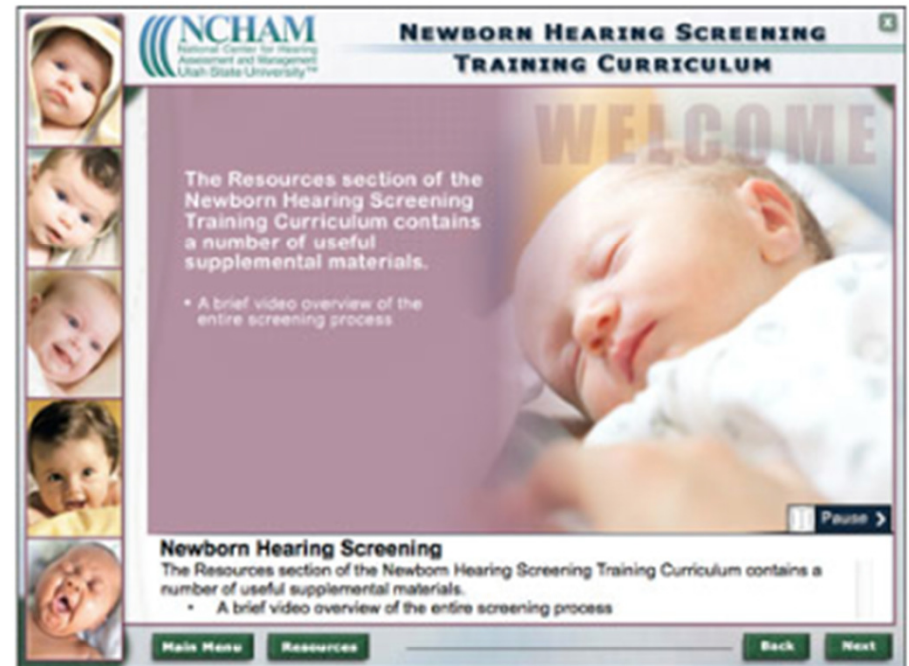 NCHAM
National Center for Hearing
Assessment and Management
Utah State University™
NEWBORN HEARING SCREENING
TRAINING CURRICULUM
X
WELCOME
The Resources section of the
Newborn Hearing Screening
Training Curriculum contains
a number of useful
supplemental materials.
• A brief video overview of the
entire screening process
Pause >
Newborn Hearing Screening
The Resources section of the Newborn Hearing Screening Training Curriculum contains a
number of useful supplemental materials.
• A brief video overview of the entire screening process
Main Menu
Resources
Back
Next